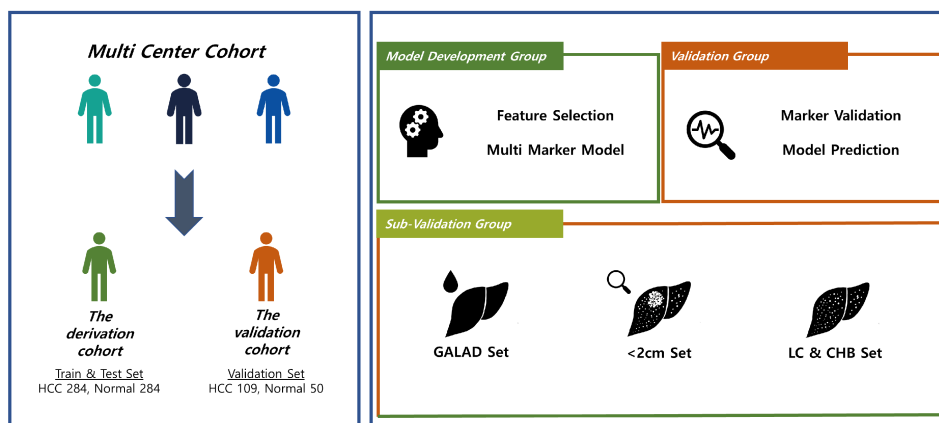 Multi Center Cohort
The
derivation
cohort
Train & Test Set
HCC 284, Normal 284
The
validation
cohort
Validation Set
HCC 109, Normal 50
Model Development Group
Feature Selection
Multi Marker Model
Validation Group
Marker Validation
Model Prediction
Sub-Validation Group
GALAD Set
<2cm Set
LC & CHB Set